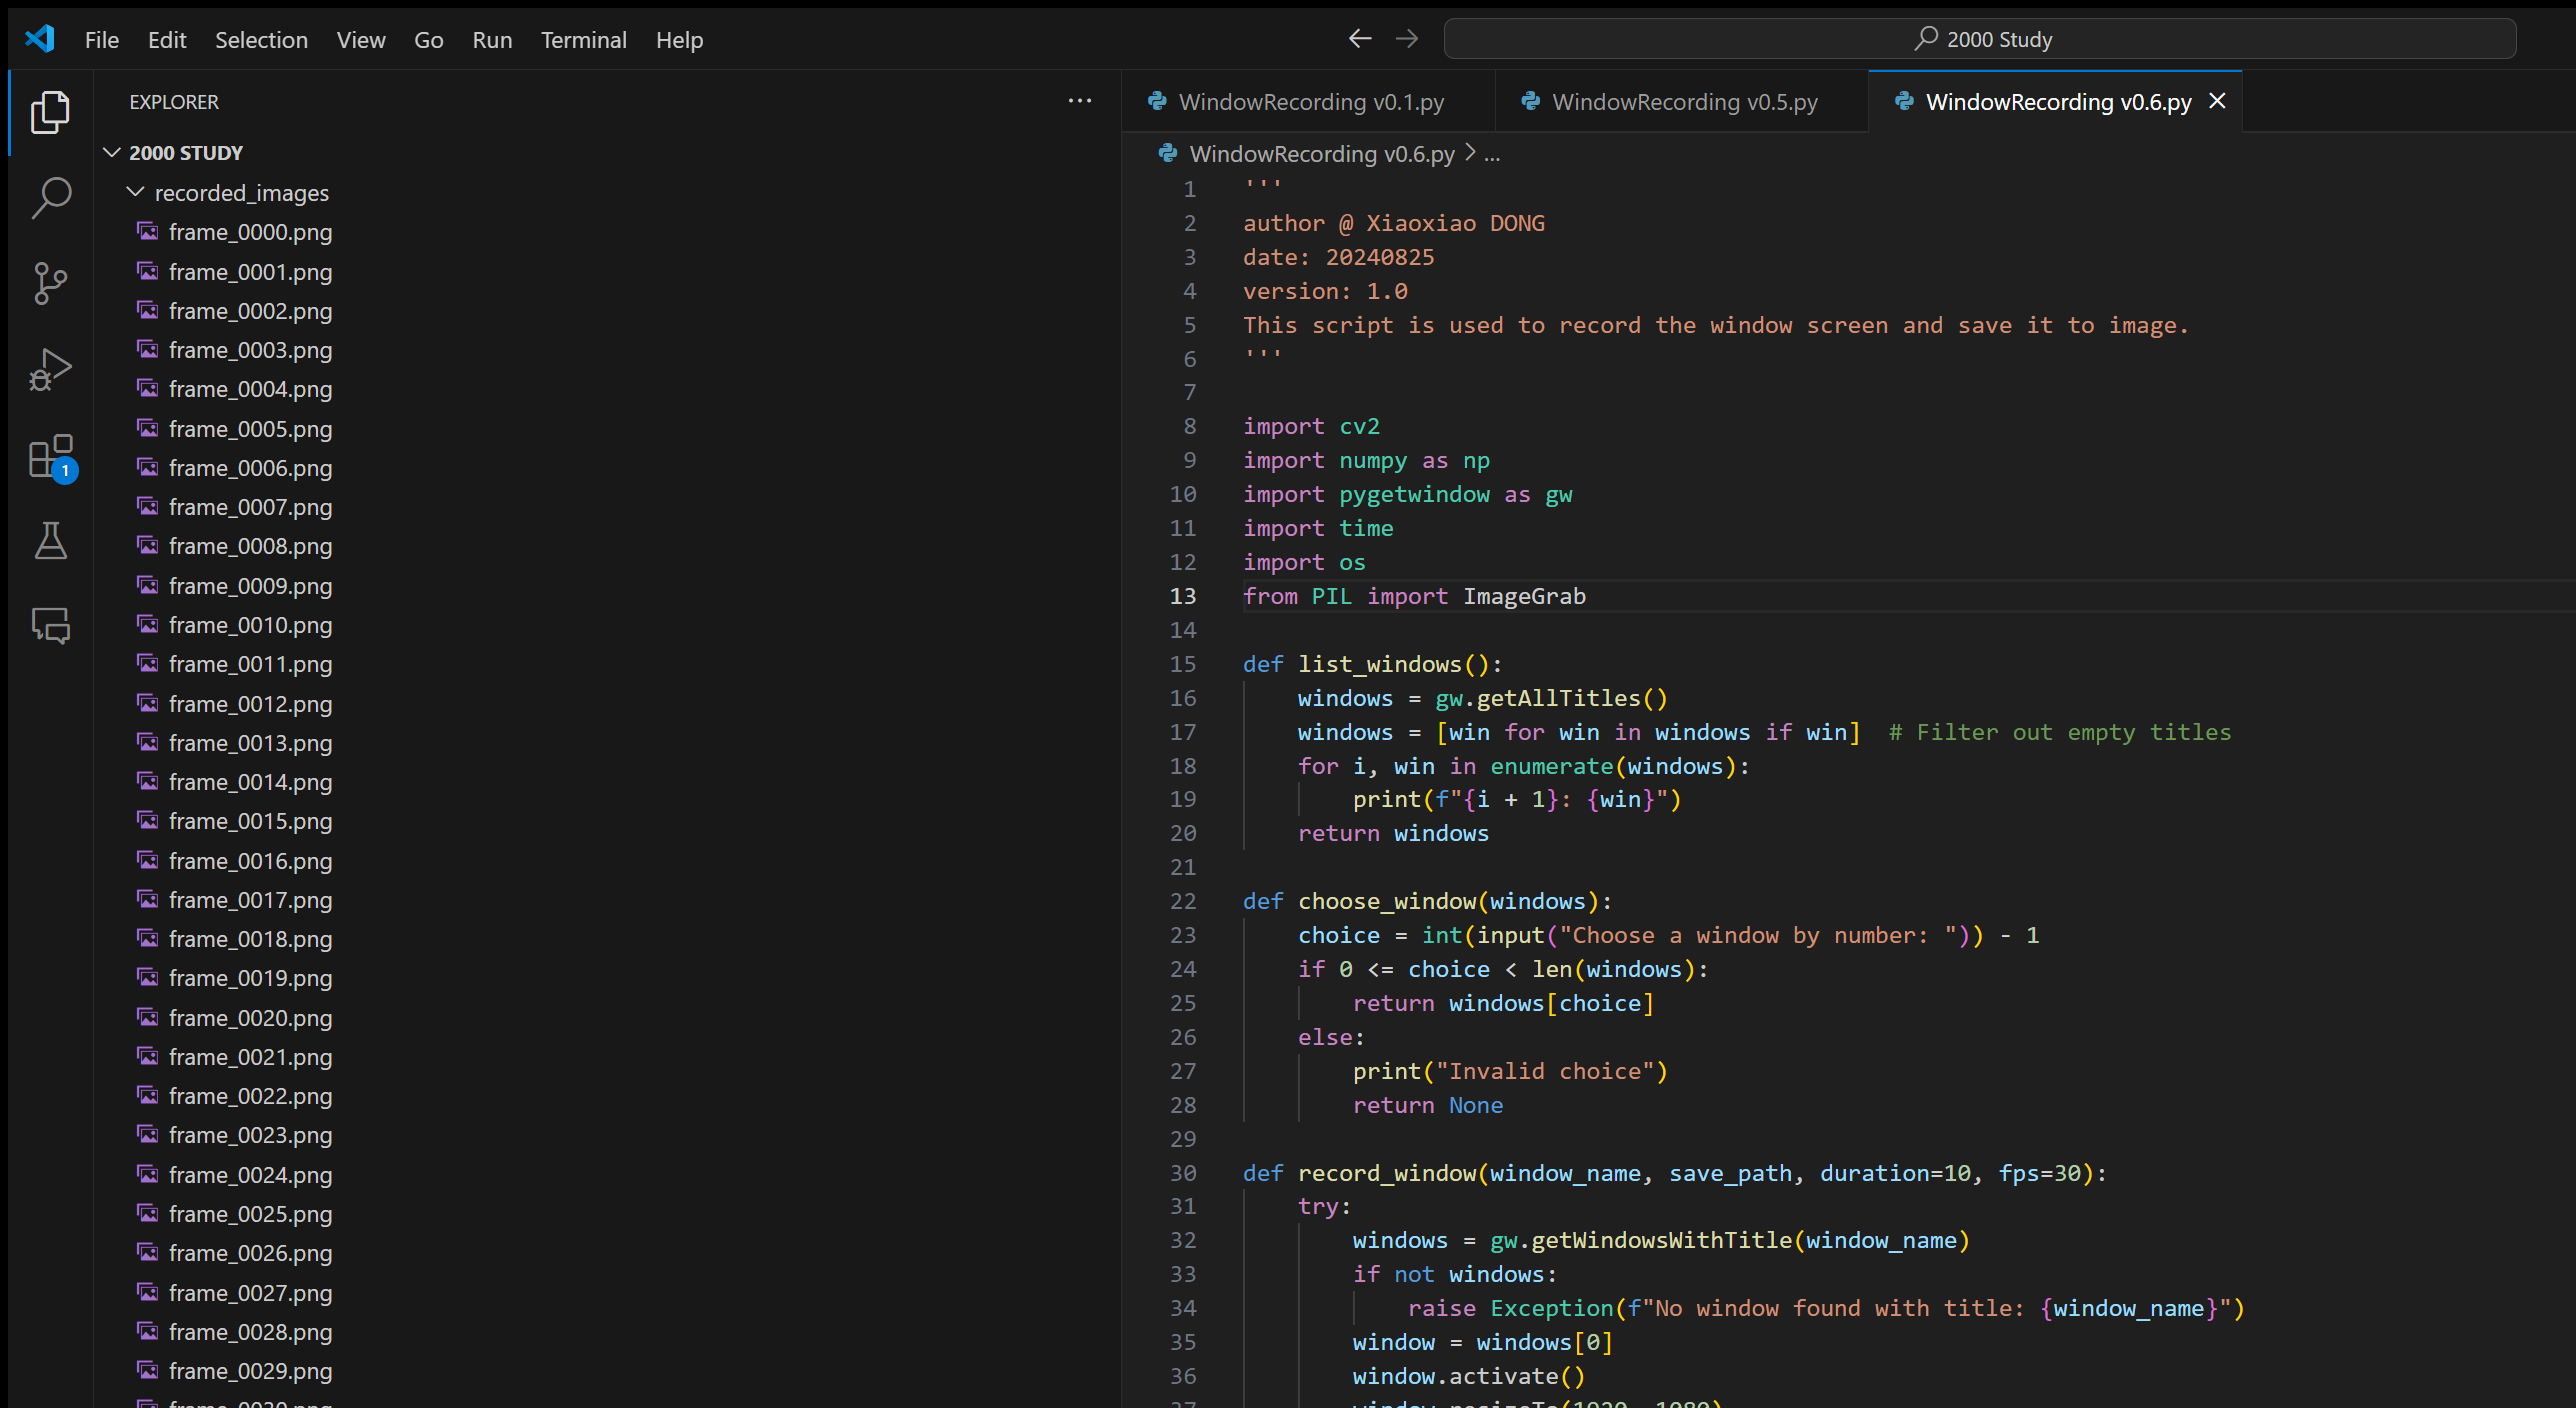 File Edit Selection View Go Run Terminal Help
2000 Study
EXPLORER
2000 STUDY
recorded_images
frame_0000.png
frame_0001.png
frame_0002.png
frame_0003.png
frame_0004.png
frame_0005.png
frame_0006.png
frame_0007.png
frame_0008.png
frame_0009.png
frame_0010.png
frame_0011.png
frame_0012.png
frame_0013.png
frame_0014.png
frame_0015.png
frame_0016.png
frame_0017.png
frame_0018.png
frame_0019.png
frame_0020.png
frame_0021.png
frame_0022.png
frame_0023.png
frame_0024.png
frame_0025.png
frame_0026.png
frame_0027.png
frame_0028.png
frame_0029.png
frame_0030.png
1
WindowRecording v0.1.py WindowRecording v0.5.py WindowRecording v0.6.py
WindowRecording v0.6.py > ...
1 '''
2 author @ Xiaoxiao DONG
3 date: 20240825
4 version: 1.0
5 This script is used to record the window screen and save it to image.
6 '''
7
8 import cv2
9 import numpy as np
10 import pygetwindow as gw
11 import time
12 import os
13 from PIL import ImageGrab
14
15 def list_windows():
16     windows = gw.getAllTitles()
17     windows = [win for win in windows if win]  # Filter out empty titles
18     for i, win in enumerate(windows):
19         print(f"{i + 1}: {win}")
20     return windows
21
22 def choose_window(windows):
23     choice = int(input("Choose a window by number: ")) - 1
24     if 0 <= choice < len(windows):
25         return windows[choice]
26     else:
27         print("Invalid choice")
28         return None
29
30 def record_window(window_name, save_path, duration=10, fps=30):
31     try:
32         windows = gw.getWindowsWithTitle(window_name)
33         if not windows:
34             raise Exception(f"No window found with title: {window_name}")
35         window = windows[0]
36         window.activate()
37         window.resizeTo(1920, 1080)